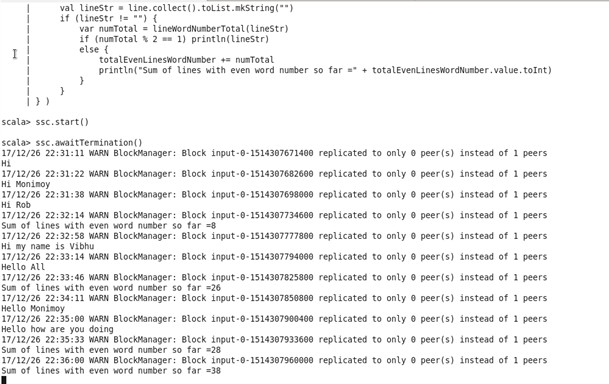 |      val lineStr = line.collect().toList.mkString("")
|      if (lineStr != "") {
|          var numTotal = lineWordNumberTotal(lineStr)
|          if (numTotal % 2 == 1) println(lineStr)
|          else {
|              totalEvenLinesWordNumber += numTotal
|              println("Sum of lines with even word number so far =" + totalEvenLinesWordNumber.value.toInt)
|          }
|      }
| } )
scala> ssc.start()
scala> ssc.awaitTermination()
17/12/26 22:31:11 WARN BlockManager: Block input-0-1514307671400 replicated to only 0 peer(s) instead of 1 peers
Hi
17/12/26 22:31:22 WARN BlockManager: Block input-0-1514307682600 replicated to only 0 peer(s) instead of 1 peers
Hi Monimoy
17/12/26 22:31:38 WARN BlockManager: Block input-0-1514307698000 replicated to only 0 peer(s) instead of 1 peers
Hi Rob
17/12/26 22:32:14 WARN BlockManager: Block input-0-1514307734600 replicated to only 0 peer(s) instead of 1 peers
Sum of lines with even word number so far =8
17/12/26 22:32:58 WARN BlockManager: Block input-0-1514307777800 replicated to only 0 peer(s) instead of 1 peers
Hi my name is Vibhu
17/12/26 22:33:14 WARN BlockManager: Block input-0-1514307794000 replicated to only 0 peer(s) instead of 1 peers
Hello All
17/12/26 22:33:46 WARN BlockManager: Block input-0-1514307825800 replicated to only 0 peer(s) instead of 1 peers
Sum of lines with even word number so far =26
17/12/26 22:34:11 WARN BlockManager: Block input-0-1514307850800 replicated to only 0 peer(s) instead of 1 peers
Hello Monimoy
17/12/26 22:35:00 WARN BlockManager: Block input-0-1514307900400 replicated to only 0 peer(s) instead of 1 peers
Hello how are you doing
17/12/26 22:35:33 WARN BlockManager: Block input-0-1514307933600 replicated to only 0 peer(s) instead of 1 peers
Sum of lines with even word number so far =28
17/12/26 22:36:00 WARN BlockManager: Block input-0-1514307960000 replicated to only 0 peer(s) instead of 1 peers
Sum of lines with even word number so far =38